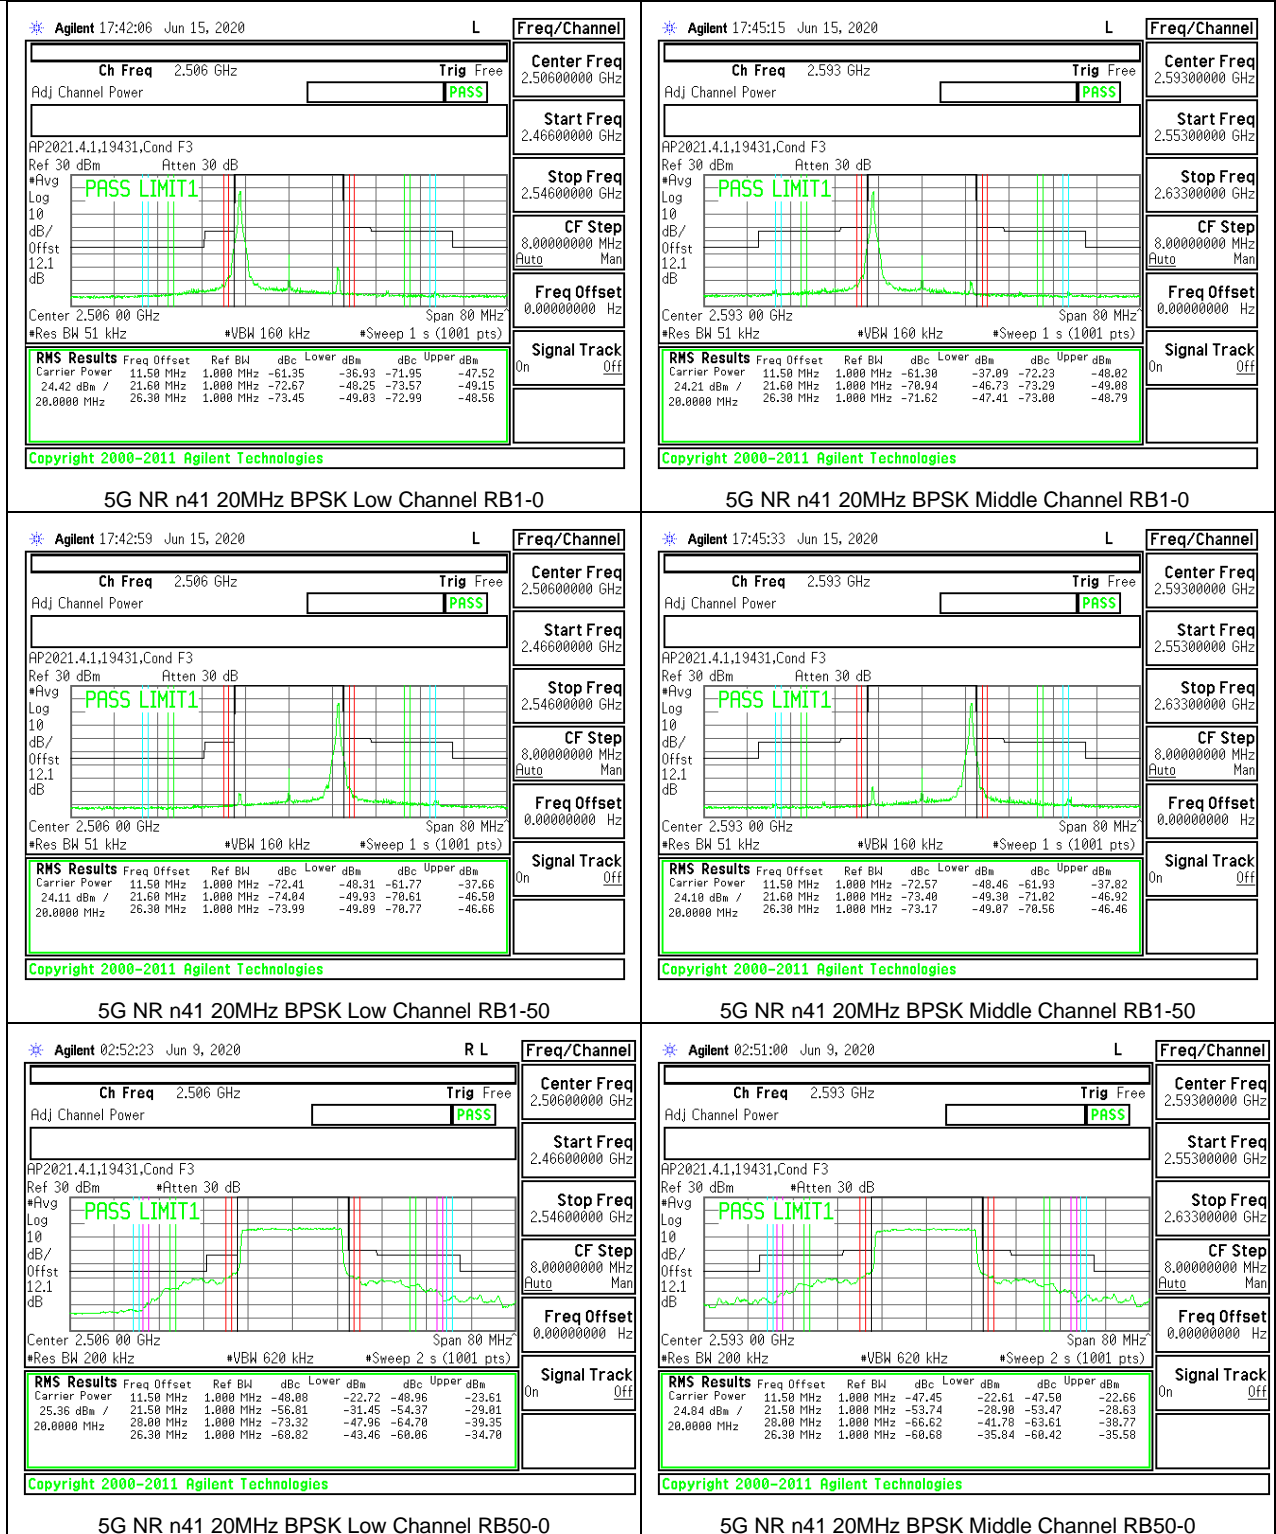 Agilent 17:42:06 Jun 15, 2020 L Freq/Channel
Ch Freq 2.506 GHz Trig Free
Adj Channel Power PASS
Center Freq
2.50600000 GHz
Start Freq
2.46600000 GHz
Stop Freq
2.54600000 GHz
CF Step
8.00000000 MHz
Auto Man
Freq Offset
0.00000000 Hz
Signal Track
On Off
AP2021.4.1,19431,Cond F3
Ref 30 dBm Atten 30 dB
#Avg
Log
10
dB/
Offst
12.1
dB
PASS LIMIT1
Center 2.506 00 GHz Span 80 MHz^
#Res BW 51 kHz #VBW 160 kHz #Sweep 1 s (1001 pts)
RMS Results Freq Offset Ref BW dBc Lower dBm dBc Upper dBm
Carrier Power 11.50 MHz 1.000 MHz -61.35 -36.93 -71.95 -47.52
24.42 dBm / 21.60 MHz 1.000 MHz -72.67 -48.25 -73.57 -49.15
20.0000 MHz 26.30 MHz 1.000 MHz -73.45 -49.03 -72.99 -48.56
Copyright 2000-2011 Agilent Technologies
5G NR n41 20MHz BPSK Low Channel RB1-0
Agilent 17:45:15 Jun 15, 2020 L Freq/Channel
Ch Freq 2.593 GHz Trig Free
Adj Channel Power PASS
Center Freq
2.59300000 GHz
Start Freq
2.55300000 GHz
Stop Freq
2.63300000 GHz
CF Step
8.00000000 MHz
Auto Man
Freq Offset
0.00000000 Hz
Signal Track
On Off
AP2021.4.1,19431,Cond F3
Ref 30 dBm Atten 30 dB
#Avg
Log
10
dB/
Offst
12.1
dB
PASS LIMIT1
Center 2.593 00 GHz Span 80 MHz^
#Res BW 51 kHz #VBW 160 kHz #Sweep 1 s (1001 pts)
RMS Results Freq Offset Ref BW dBc Lower dBm dBc Upper dBm
Carrier Power 11.50 MHz 1.000 MHz -61.30 -37.09 -72.23 -48.02
24.21 dBm / 21.60 MHz 1.000 MHz -70.94 -46.73 -73.29 -49.08
20.0000 MHz 26.30 MHz 1.000 MHz -71.62 -47.41 -73.00 -48.79
Copyright 2000-2011 Agilent Technologies
5G NR n41 20MHz BPSK Middle Channel RB1-0
Agilent 17:42:59 Jun 15, 2020 L Freq/Channel
Ch Freq 2.506 GHz Trig Free
Adj Channel Power PASS
Center Freq
2.50600000 GHz
Start Freq
2.46600000 GHz
Stop Freq
2.54600000 GHz
CF Step
8.00000000 MHz
Auto Man
Freq Offset
0.00000000 Hz
Signal Track
On Off
AP2021.4.1,19431,Cond F3
Ref 30 dBm Atten 30 dB
#Avg
Log
10
dB/
Offst
12.1
dB
PASS LIMIT1
Center 2.506 00 GHz Span 80 MHz^
#Res BW 51 kHz #VBW 160 kHz #Sweep 1 s (1001 pts)
RMS Results Freq Offset Ref BW dBc Lower dBm dBc Upper dBm
Carrier Power 11.50 MHz 1.000 MHz -72.41 -48.31 -61.77 -37.66
24.11 dBm / 21.60 MHz 1.000 MHz -74.04 -49.93 -70.61 -46.50
20.0000 MHz 26.30 MHz 1.000 MHz -73.99 -49.89 -70.77 -46.66
Copyright 2000-2011 Agilent Technologies
5G NR n41 20MHz BPSK Low Channel RB1-50
Agilent 17:45:33 Jun 15, 2020 L Freq/Channel
Ch Freq 2.593 GHz Trig Free
Adj Channel Power PASS
Center Freq
2.59300000 GHz
Start Freq
2.55300000 GHz
Stop Freq
2.63300000 GHz
CF Step
8.00000000 MHz
Auto Man
Freq Offset
0.00000000 Hz
Signal Track
On Off
AP2021.4.1,19431,Cond F3
Ref 30 dBm Atten 30 dB
#Avg
Log
10
dB/
Offst
12.1
dB
PASS LIMIT1
Center 2.593 00 GHz Span 80 MHz^
#Res BW 51 kHz #VBW 160 kHz #Sweep 1 s (1001 pts)
RMS Results Freq Offset Ref BW dBc Lower dBm dBc Upper dBm
Carrier Power 11.50 MHz 1.000 MHz -72.57 -48.46 -61.93 -37.82
24.10 dBm / 21.60 MHz 1.000 MHz -73.40 -49.30 -71.02 -46.92
20.0000 MHz 26.30 MHz 1.000 MHz -73.17 -49.07 -70.56 -46.46
Copyright 2000-2011 Agilent Technologies
5G NR n41 20MHz BPSK Middle Channel RB1-50
Agilent 02:52:23 Jun 9, 2020 R L Freq/Channel
Ch Freq 2.506 GHz Trig Free
Adj Channel Power PASS
Center Freq
2.50600000 GHz
Start Freq
2.46600000 GHz
Stop Freq
2.54600000 GHz
CF Step
8.00000000 MHz
Auto Man
Freq Offset
0.00000000 Hz
Signal Track
On Off
AP2021.4.1,19431,Cond F3
Ref 30 dBm #Atten 30 dB
#Avg
Log
10
dB/
Offst
12.1
dB
PASS LIMIT1
Center 2.506 00 GHz Span 80 MHz^
#Res BW 200 kHz #VBW 620 kHz #Sweep 2 s (1001 pts)
RMS Results Freq Offset Ref BW dBc Lower dBm dBc Upper dBm
Carrier Power 11.50 MHz 1.000 MHz -48.08 -22.72 -48.96 -23.61
25.36 dBm / 21.50 MHz 1.000 MHz -56.81 -31.45 -54.37 -29.01
20.0000 MHz 28.00 MHz 1.000 MHz -73.32 -47.96 -64.70 -39.35
26.30 MHz 1.000 MHz -68.82 -43.46 -60.06 -34.70
Copyright 2000-2011 Agilent Technologies
5G NR n41 20MHz BPSK Low Channel RB50-0
Agilent 02:51:00 Jun 9, 2020 L Freq/Channel
Ch Freq 2.593 GHz Trig Free
Adj Channel Power PASS
Center Freq
2.59300000 GHz
Start Freq
2.55300000 GHz
Stop Freq
2.63300000 GHz
CF Step
8.00000000 MHz
Auto Man
Freq Offset
0.00000000 Hz
Signal Track
On Off
AP2021.4.1,19431,Cond F3
Ref 30 dBm #Atten 30 dB
#Avg
Log
10
dB/
Offst
12.1
dB
PASS LIMIT1
Center 2.593 00 GHz Span 80 MHz^
#Res BW 200 kHz #VBW 620 kHz #Sweep 2 s (1001 pts)
RMS Results Freq Offset Ref BW dBc Lower dBm dBc Upper dBm
Carrier Power 11.50 MHz 1.000 MHz -47.45 -22.61 -47.50 -22.66
24.84 dBm / 21.50 MHz 1.000 MHz -53.74 -28.90 -53.47 -28.63
20.0000 MHz 28.00 MHz 1.000 MHz -66.62 -41.78 -63.61 -38.77
26.30 MHz 1.000 MHz -60.68 -35.84 -60.42 -35.58
Copyright 2000-2011 Agilent Technologies
5G NR n41 20MHz BPSK Middle Channel RB50-0